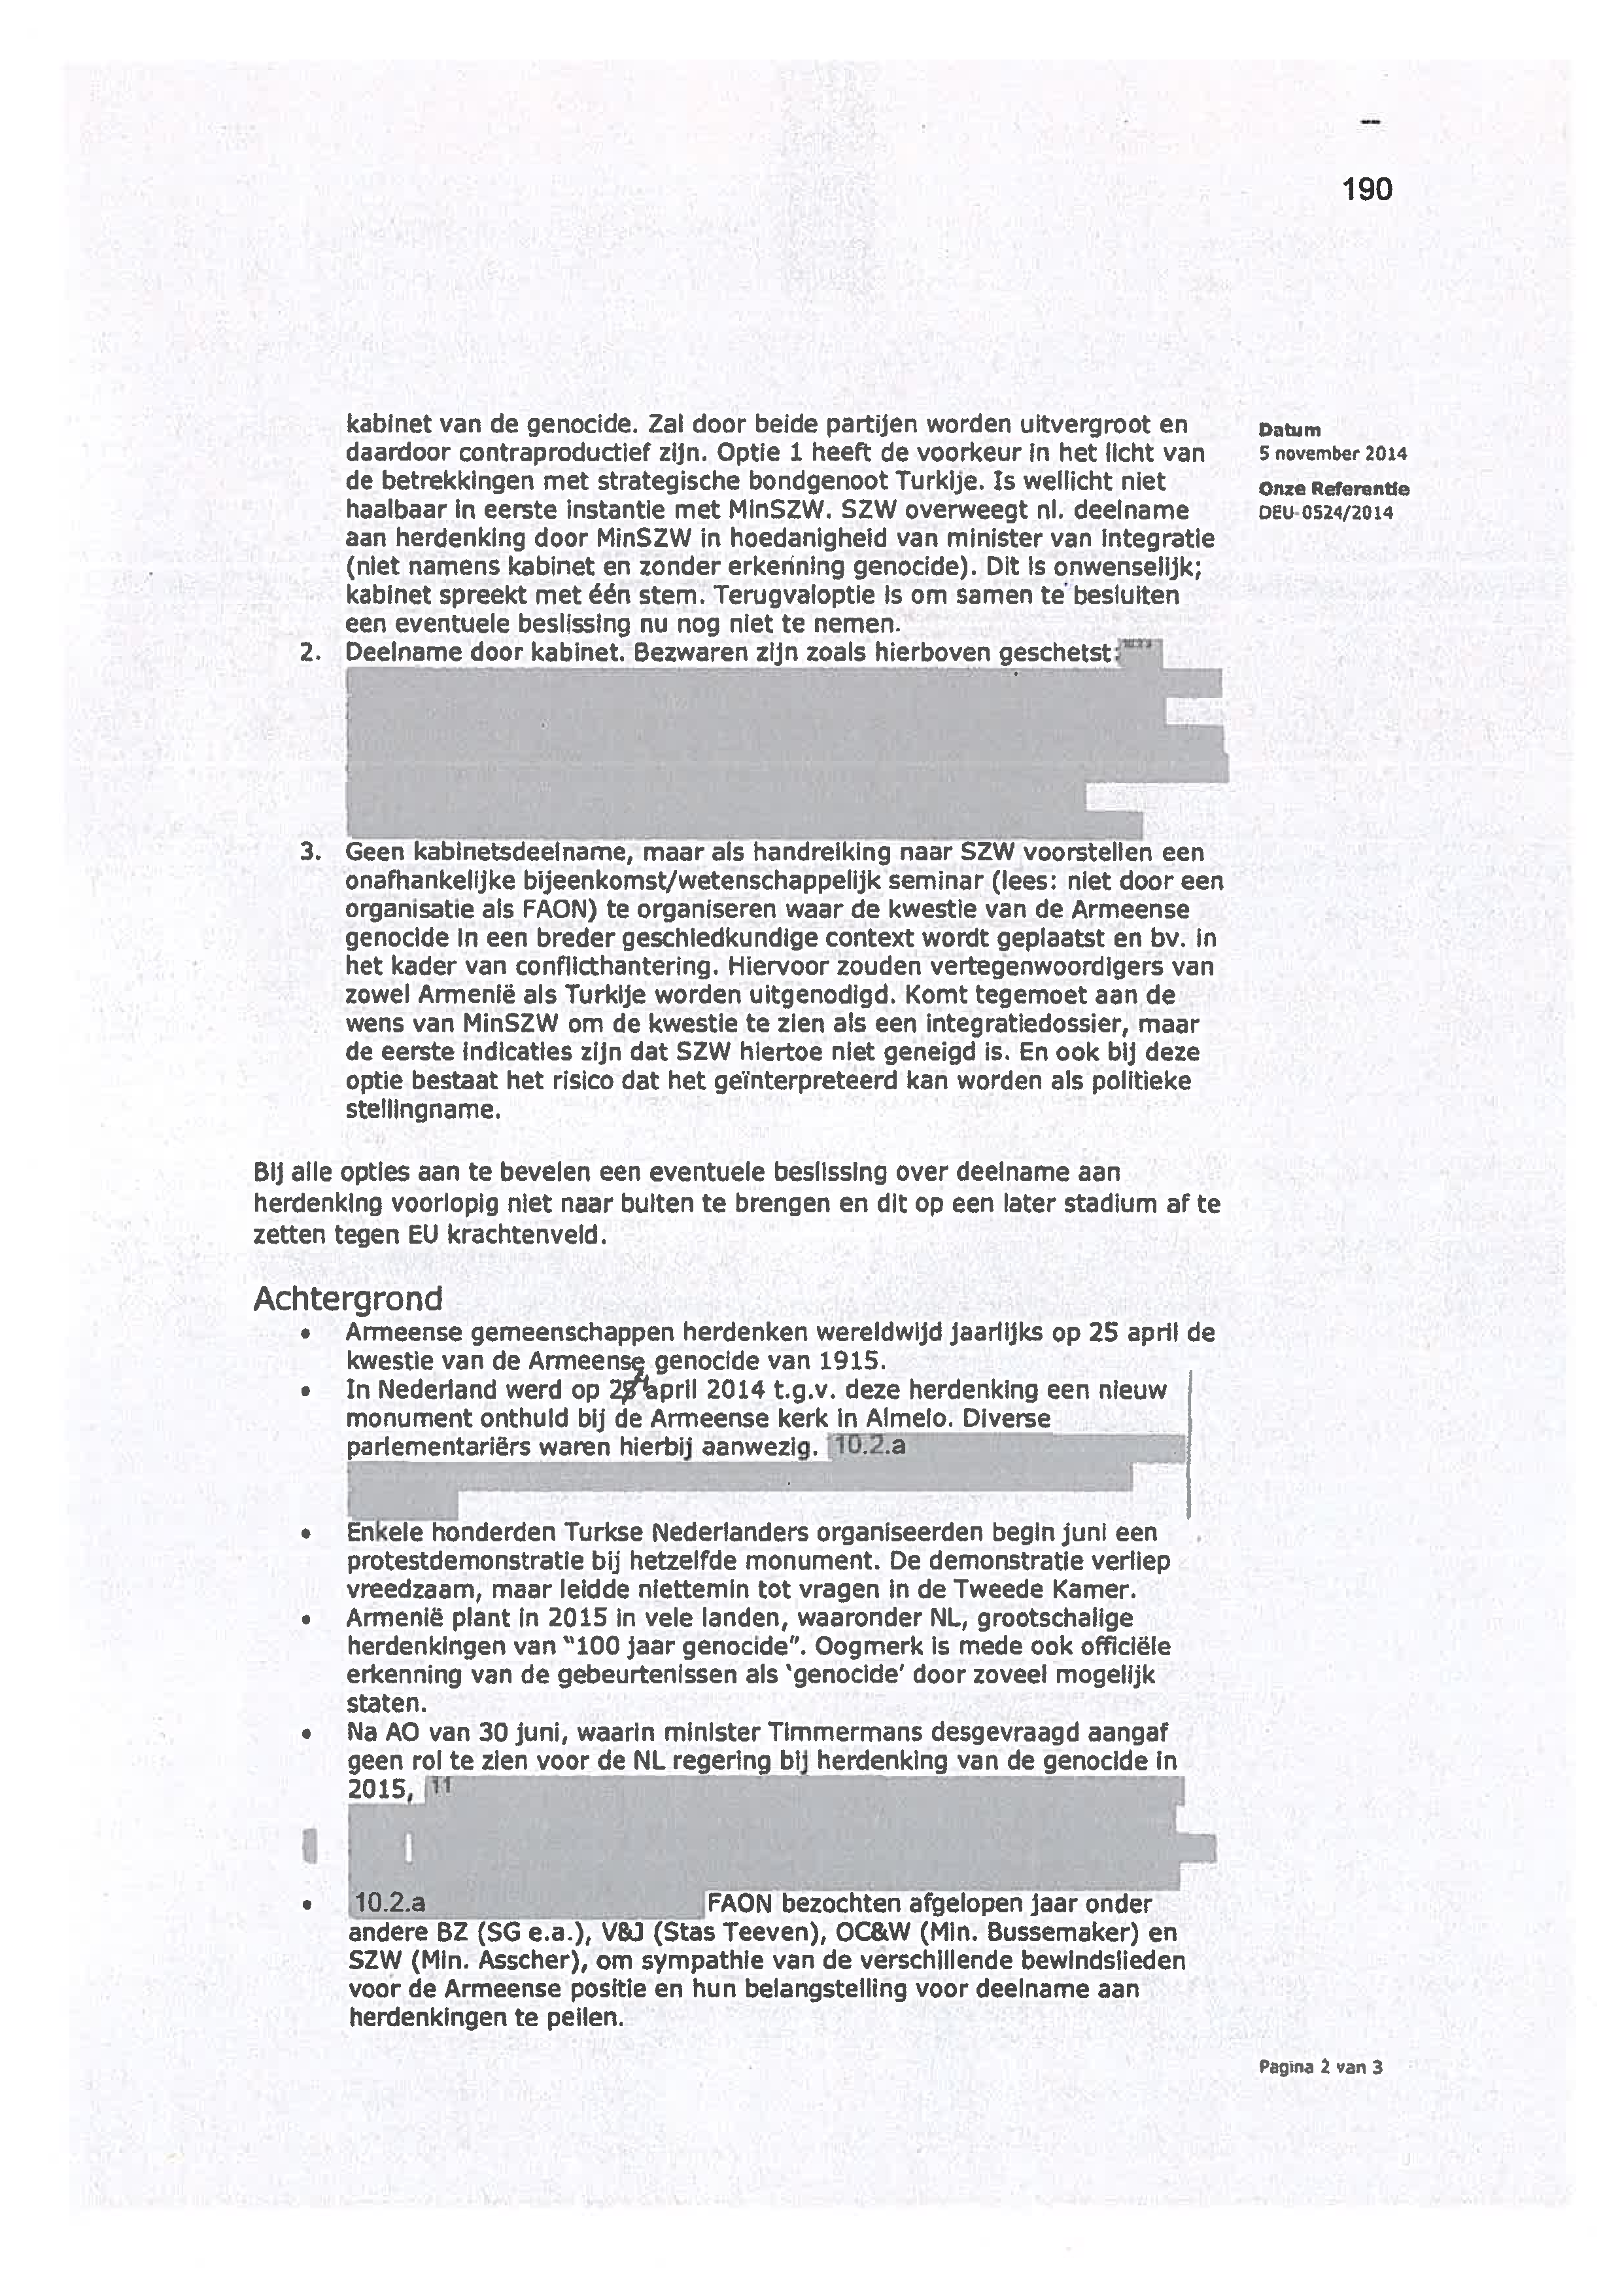 190
kabinet van de genocide. Zal door beide partijen worden uitvergroot en
daardoor contraproductief zijn. Optie 1 heeft de voorkeur in het licht van
de betrekkingen met strategische bondgenoot Turkije. Is wellicht niet
haalbaar in eerste instantie met MinSZW. SZW overweegt nl. deelname
aan herdenking door MinSZW in hoedanigheid van minister van integratie
(niet namens kabinet en zonder erkenning genocide). Dit is onwenselijk;
kabinet spreekt met één stem. Terugvaloptie is om samen te besluiten
een eventuele beslissing nu nog niet te nemen.
Datum
5 november 2014
Onze Referentie
DEU-0524/2014
2. Deelname door kabinet. Bezwaren zijn zoals hierboven geschetst;
3. Geen kabinetsdeelname, maar als handreiking naar SZW voorstellen een
onafhankelijke bijeenkomst/wetenschappelijk seminar (lees: niet door een
organisatie als FAON) te organiseren waar de kwestie van de Armeense
genocide in een breder geschiedkundige context wordt geplaatst en bv. in
het kader van conflicthantering. Hiervoor zouden vertegenwoordigers van
zowel Armenië als Turkije worden uitgenodigd. Komt tegemoet aan de
wens van MinSZW om de kwestie te zien als een integratiedossier, maar
de eerste indicaties zijn dat SZW hiertoe niet geneigd is. En ook bij deze
optie bestaat het risico dat het geïnterpreteerd kan worden als politieke
stellingname.
Bij alle opties aan te bevelen een eventuele beslissing over deelname aan
herdenking voorlopig niet naar buiten te brengen en dit op een later stadium af te
zetten tegen EU krachtenveld.
Achtergrond
• Armeense gemeenschappen herdenken wereldwijd jaarlijks op 25 april de
kwestie van de Armeense genocide van 1915.
• In Nederland werd op 24 april 2014 t.g.v. deze herdenking een nieuw
monument onthuld bij de Armeense kerk in Almelo. Diverse
parlementariërs waren hierbij aanwezig. 10.2.a
• Enkele honderden Turkse Nederlanders organiseerden begin juni een
protestdemonstratie bij hetzelfde monument. De demonstratie verliep
vreedzaam, maar leidde niettemin tot vragen in de Tweede Kamer.
• Armenië plant in 2015 in vele landen, waaronder NL, grootschalige
herdenkingen van "100 jaar genocide". Oogmerk is mede ook officiële
erkenning van de gebeurtenissen als 'genocide' door zoveel mogelijk
staten.
• Na AO van 30 juni, waarin minister Timmermans desgevraagd aangaf
geen rol te zien voor de NL regering bij herdenking van de genocide in
2015, 11
• 10.2.a FAON bezochten afgelopen jaar onder
andere BZ (SG e.a.), V&J (Stas Teeven), OC&W (Min. Bussemaker) en
SZW (Min. Asscher), om sympathie van de verschillende bewindslieden
voor de Armeense positie en hun belangstelling voor deelname aan
herdenkingen te peilen.
Pagina 2 van 3